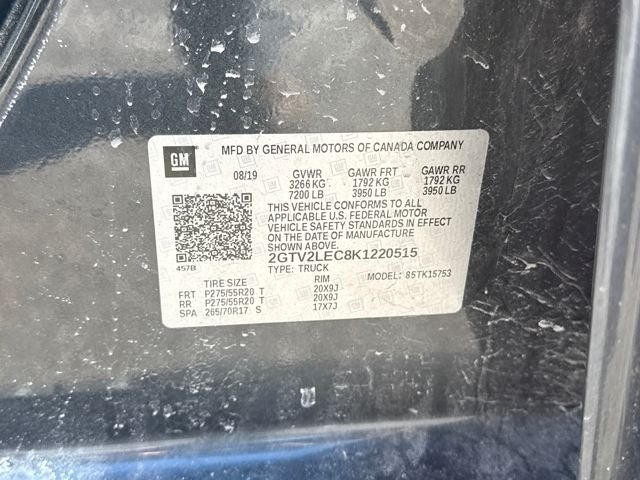 GM
MFD BY GENERAL MOTORS OF CANADA COMPANY
08/19 GVWR GAWR FRT GAWR RR
3266 KG 1792 KG 1792 KG
7200 LB 3950 LB 3950 LB
THIS VEHICLE CONFORMS TO ALL
APPLICABLE U.S. FEDERAL MOTOR
VEHICLE SAFETY STANDARDS IN EFFECT
ON THE DATE OF MANUFACTURE
SHOWN ABOVE.
2GTV2LEC8K1220515
457B TYPE: TRUCK MODEL: 85TK15753
TIRE SIZE RIM
FRT P275/55R20 T 20X9J
RR P275/55R20 T 20X9J
SPA 265/70R17 S 17X7J